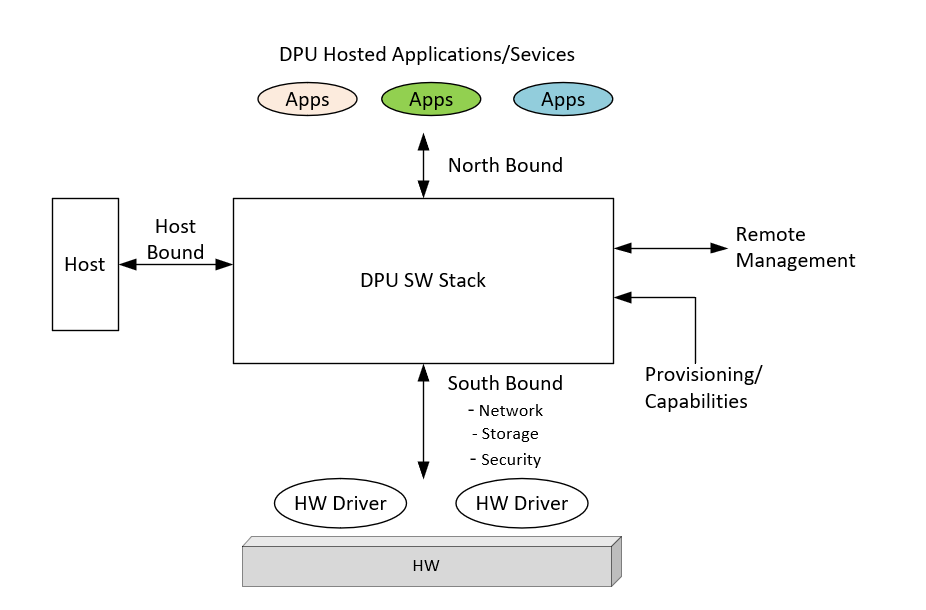 DPU Hosted Applications/Sevices
Apps
Apps
Apps
North Bound
Host
Host
Bound
DPU SW Stack
Remote
Management
Provisioning/
Capabilities
South Bound
- Network
- Storage
- Security
HW Driver
HW Driver
HW